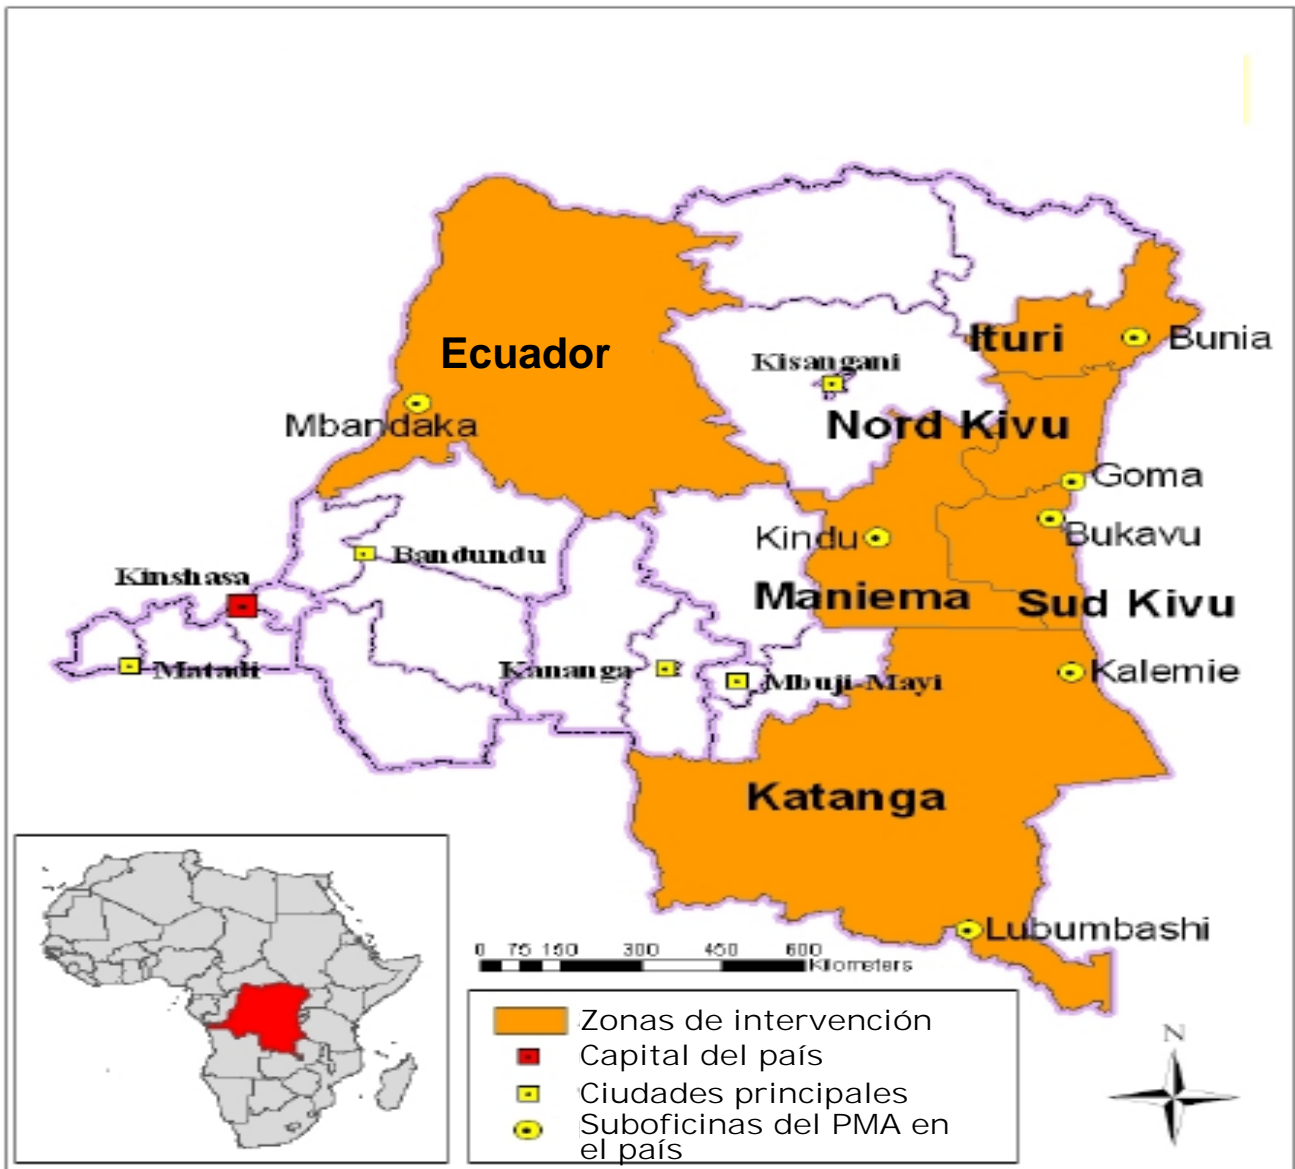 Ecuador
Ituri
Bunia
Kisangani
Mbandaka
Nord Kivu
Goma
Kindu
Bukavu
Bandundu
Kinshasa
Maniema
Sud Kivu
Matadi
Kananga
Mbuji-Mayi
Kalemie
Katanga
Lubumbashi
0 75 150 300 450 600
Kilometers
Zonas de intervención
Capital del país
Ciudades principales
Suboficinas del PMA en
el país
N